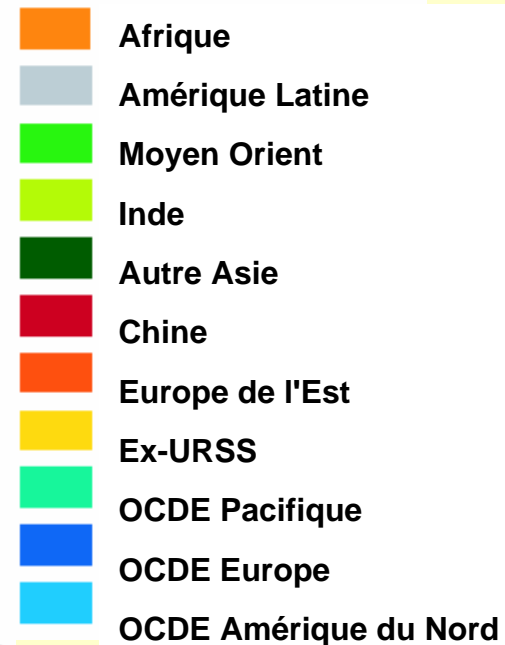 Afrique
Amérique Latine
Moyen Orient
Inde
Autre Asie
Chine
Europe de l'Est
Ex-URSS
OCDE Pacifique
OCDE Europe
OCDE Amérique du Nord